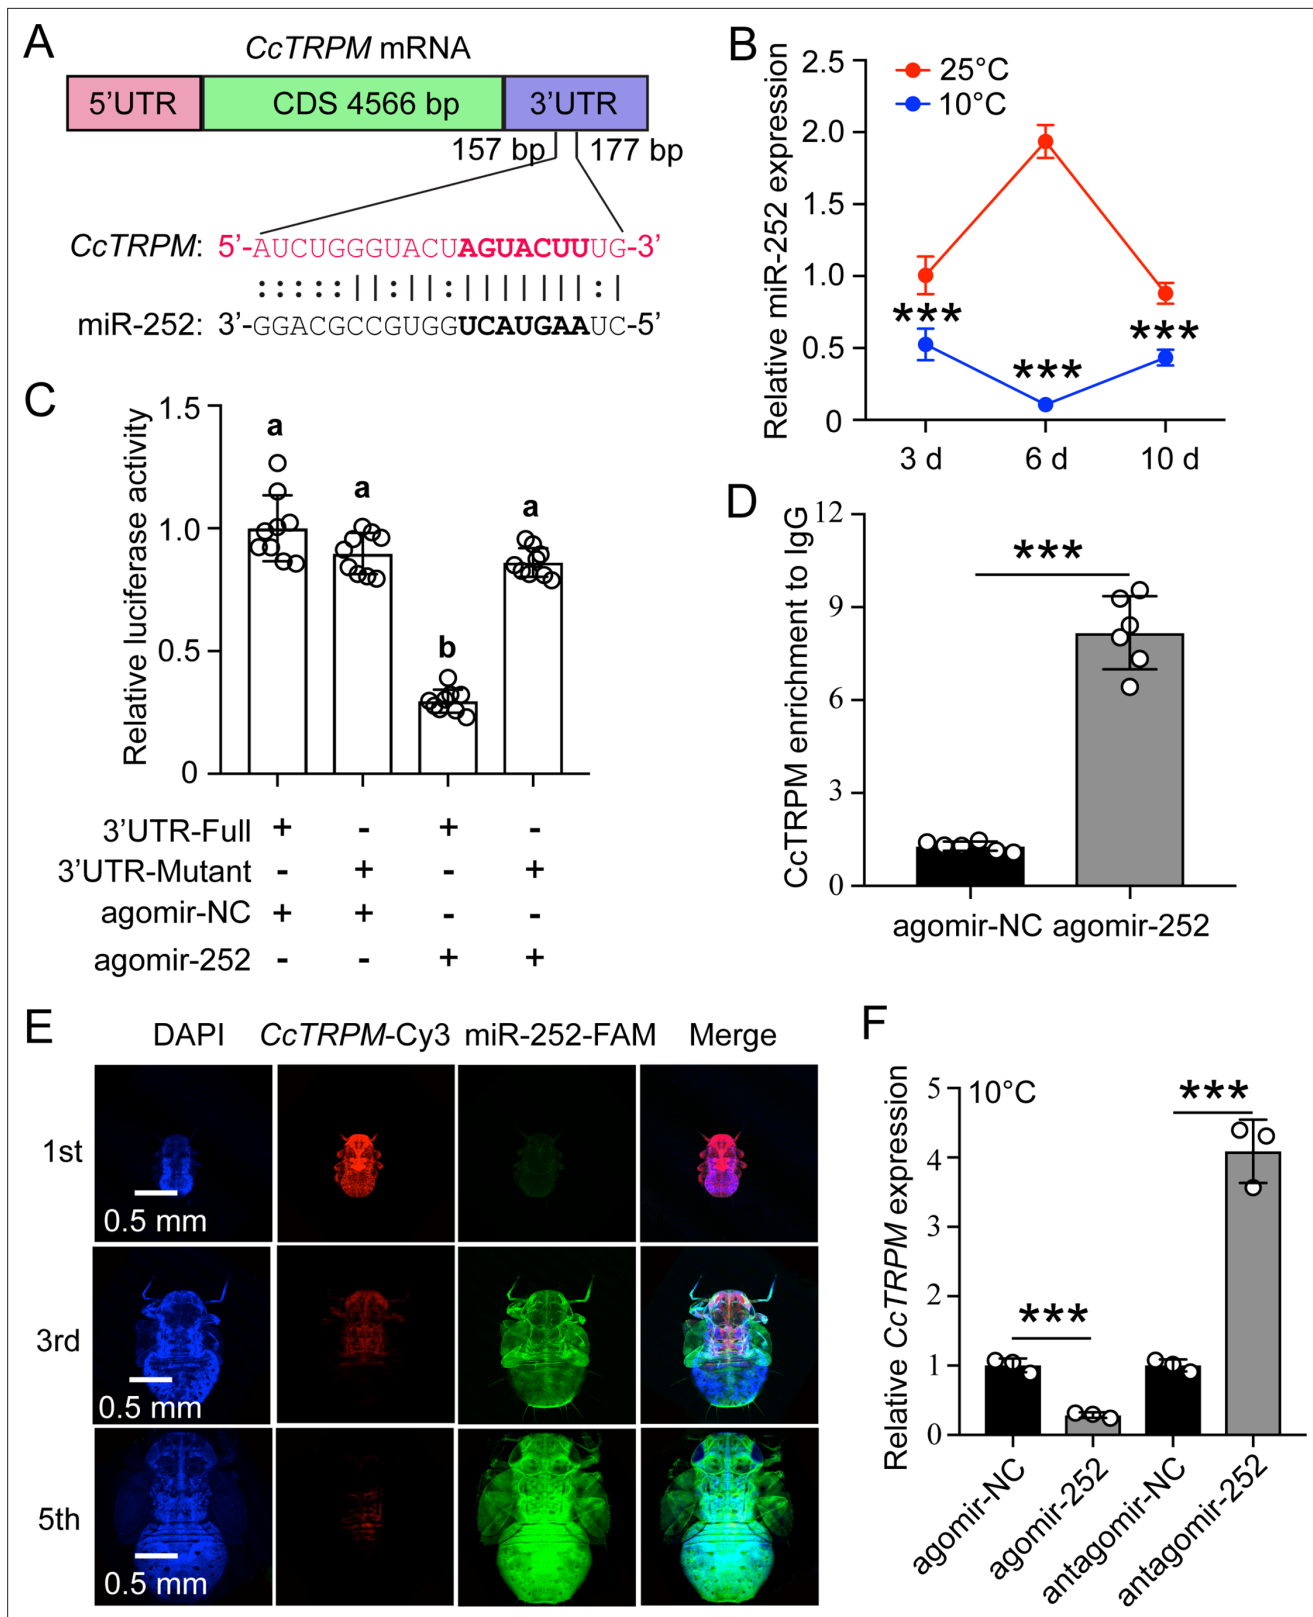 A
CcTRPM mRNA
5’UTR CDS 4566 bp 3’UTR
157 bp 177 bp
CcTRPM: 5’-AUCUGGGUACUAGUACUUUG-3’
:::::||:||:|||||||:|
miR-252: 3’-GGACGCCGUGGUCAUGAAUC-5’
B
Relative miR-252 expression
2.5
2.0
1.5
1.0
0.5
0
25°C
10°C
***
***
***
3 d 6 d 10 d
C
Relative luciferase activity
1.5
1.0
0.5
0
a a b a
3’UTR-Full + - + -
3’UTR-Mutant - + - +
agomir-NC + + - -
agomir-252 - - + +
D
CcTRPM enrichment to IgG
12
9
6
3
0
***
agomir-NC agomir-252
E
DAPI CcTRPM-Cy3 miR-252-FAM Merge
1st
0.5 mm
3rd
0.5 mm
5th
0.5 mm
F
Relative CcTRPM expression
5
4
3
2
1
0
10°C
***
***
agomir-NC
agomir-252
antagomir-NC
antagomir-252